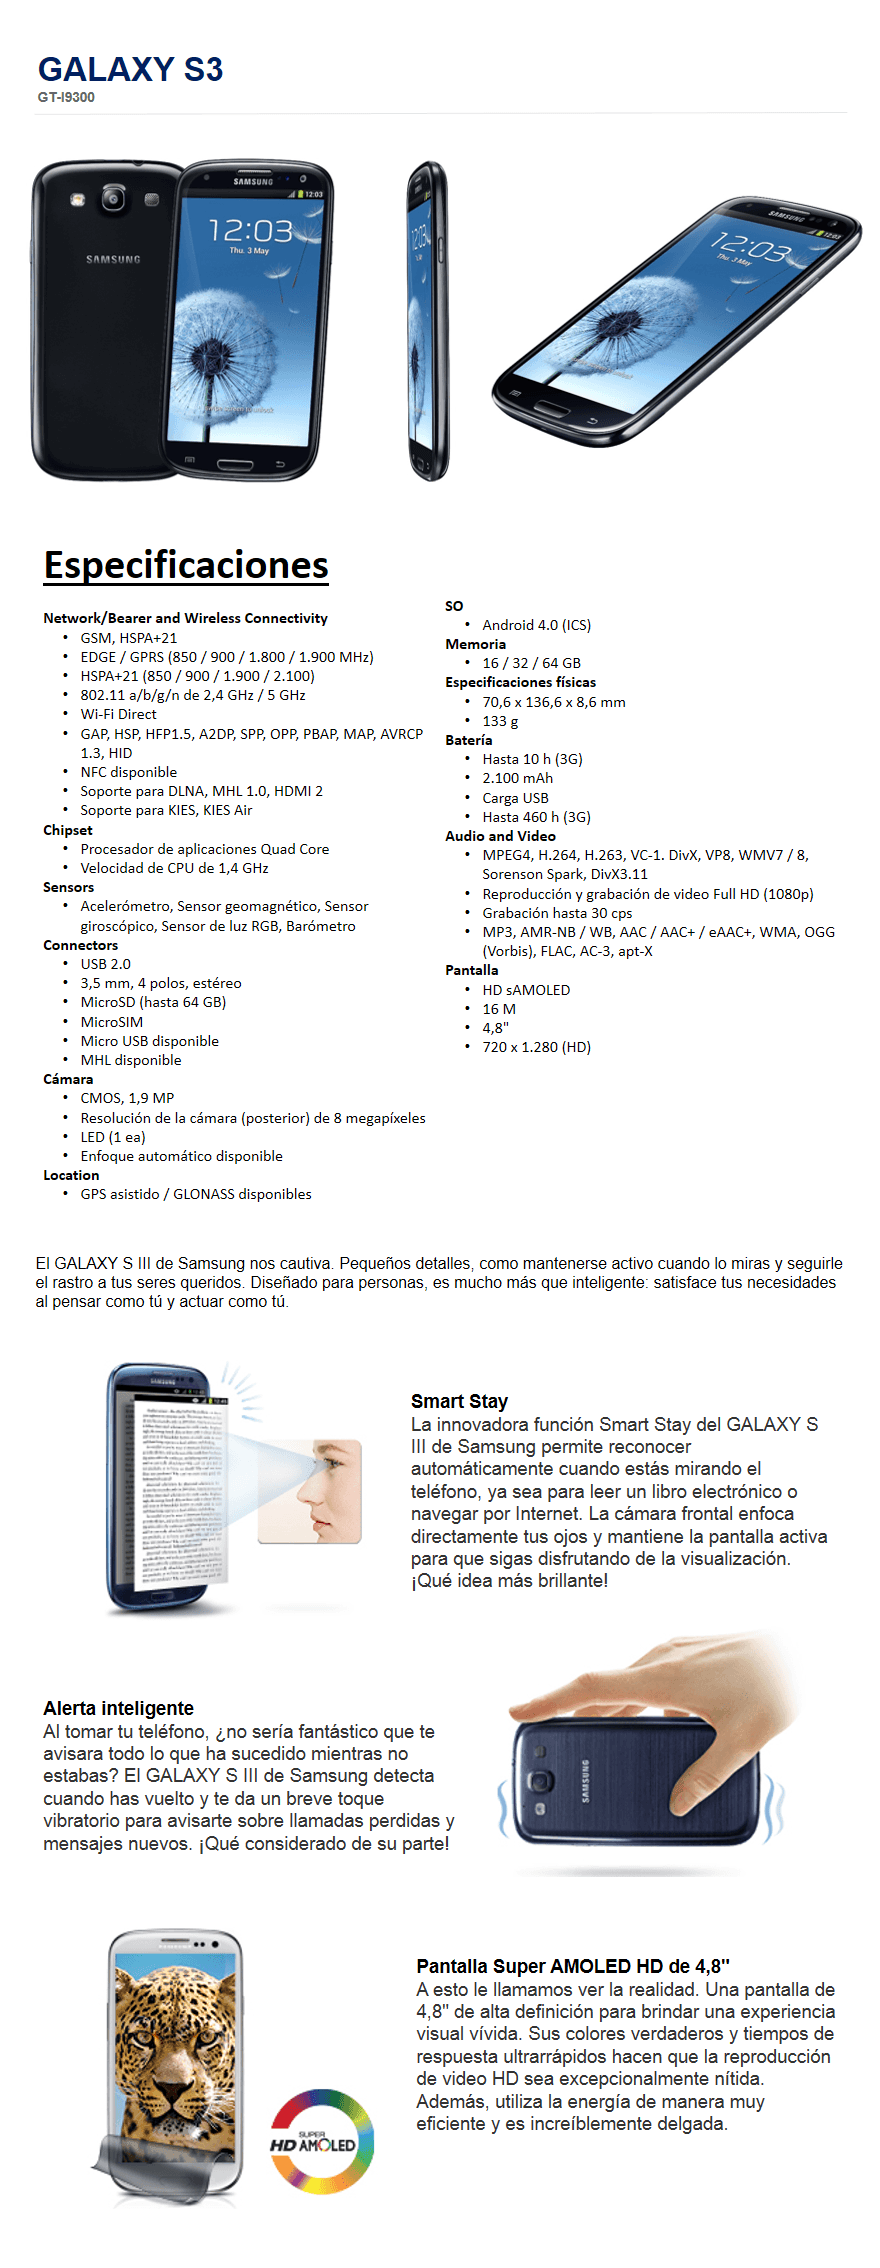 GALAXY S3
GT-I9300
SAMSUNG
SAMSUNG
12:03
12:03
Thu. 3 May
12:03
SAMSUNG
12:03
12:03
Thu. 3 May
Especificaciones
Network/Bearer and Wireless Connectivity
• GSM, HSPA+21
• EDGE / GPRS (850 / 900 / 1.800 / 1.900 MHz)
• HSPA+21 (850 / 900 / 1.900 / 2.100)
• 802.11 a/b/g/n de 2,4 GHz / 5 GHz
• Wi-Fi Direct
• GAP, HSP, HFP1.5, A2DP, SPP, OPP, PBAP, MAP, AVRCP
1.3, HID
• NFC disponible
• Soporte para DLNA, MHL 1.0, HDMI 2
• Soporte para KIES, KIES Air
Chipset
• Procesador de aplicaciones Quad Core
• Velocidad de CPU de 1,4 GHz
Sensors
• Acelerómetro, Sensor geomagnético, Sensor
giroscópico, Sensor de luz RGB, Barómetro
Connectors
• USB 2.0
• 3,5 mm, 4 polos, estéreo
• MicroSD (hasta 64 GB)
• MicroSIM
• Micro USB disponible
• MHL disponible
Cámara
• CMOS, 1,9 MP
• Resolución de la cámara (posterior) de 8 megapíxeles
• LED (1 ea)
• Enfoque automático disponible
Location
• GPS asistido / GLONASS disponibles
SO
• Android 4.0 (ICS)
Memoria
• 16 / 32 / 64 GB
Especificaciones físicas
• 70,6 x 136,6 x 8,6 mm
• 133 g
Batería
• Hasta 10 h (3G)
• 2.100 mAh
• Carga USB
• Hasta 460 h (3G)
Audio and Video
• MPEG4, H.264, H.263, VC-1. DivX, VP8, WMV7 / 8,
Sorenson Spark, DivX3.11
• Reproducción y grabación de video Full HD (1080p)
• Grabación hasta 30 cps
• MP3, AMR-NB / WB, AAC / AAC+ / eAAC+, WMA, OGG
(Vorbis), FLAC, AC-3, apt-X
Pantalla
• HD sAMOLED
• 16 M
• 4,8"
• 720 x 1.280 (HD)
El GALAXY S III de Samsung nos cautiva. Pequeños detalles, como mantenerse activo cuando lo miras y seguirle
el rastro a tus seres queridos. Diseñado para personas, es mucho más que inteligente: satisface tus necesidades
al pensar como tú y actuar como tú.
SAMSUNG
Smart Stay
La innovadora función Smart Stay del GALAXY S
III de Samsung permite reconocer
automáticamente cuando estás mirando el
teléfono, ya sea para leer un libro electrónico o
navegar por Internet. La cámara frontal enfoca
directamente tus ojos y mantiene la pantalla activa
para que sigas disfrutando de la visualización.
¡Qué idea más brillante!
Alerta inteligente
Al tomar tu teléfono, ¿no sería fantástico que te
avisara todo lo que ha sucedido mientras no
estabas? El GALAXY S III de Samsung detecta
cuando has vuelto y te da un breve toque
vibratorio para avisarte sobre llamadas perdidas y
mensajes nuevos. ¡Qué considerado de su parte!
SAMSUNG
SUPER
HD AMOLED
Pantalla Super AMOLED HD de 4,8"
A esto le llamamos ver la realidad. Una pantalla de
4,8" de alta definición para brindar una experiencia
visual vívida. Sus colores verdaderos y tiempos de
respuesta ultrarrápidos hacen que la reproducción
de video HD sea excepcionalmente nítida.
Además, utiliza la energía de manera muy
eficiente y es increíblemente delgada.